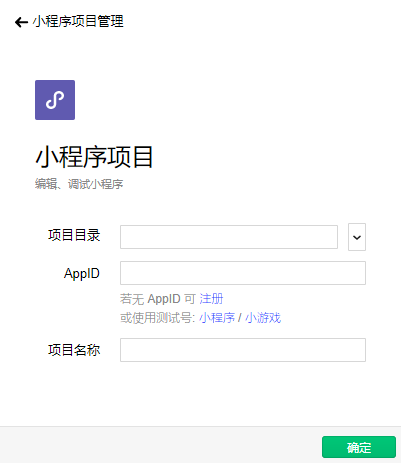 小程序项目管理
小程序项目
编辑、调试小程序
项目目录
AppID
若无 AppID 可 注册
或使用测试号: 小程序 / 小游戏
项目名称
确定